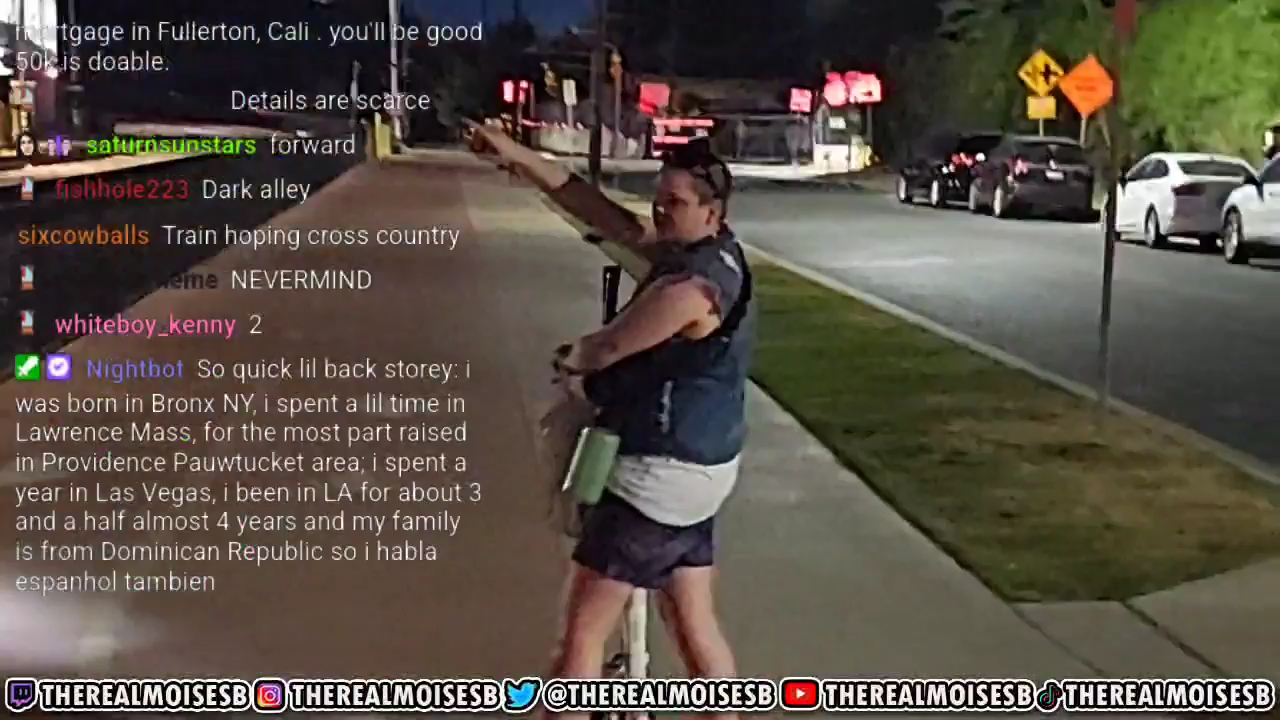 mortgage in Fullerton, Cali . you'll be good
50k is doable.
Details are scarce
saturnsunstars forward
fishhole223 Dark alley
sixcowballs Train hoping cross country
NEVERMIND
whiteboy_kenny 2
Nightbot So quick lil back storey: i
was born in Bronx NY, i spent a lil time in
Lawrence Mass, for the most part raised
in Providence Pauwtucket area; i spent a
year in Las Vegas, i been in LA for about 3
and a half almost 4 years and my family
is from Dominican Republic so i habla
espanhol tambien
THEREALMOISESB THEREALMOISESB @THEREALMOISESB THEREALMOISESB THEREALMOISESB